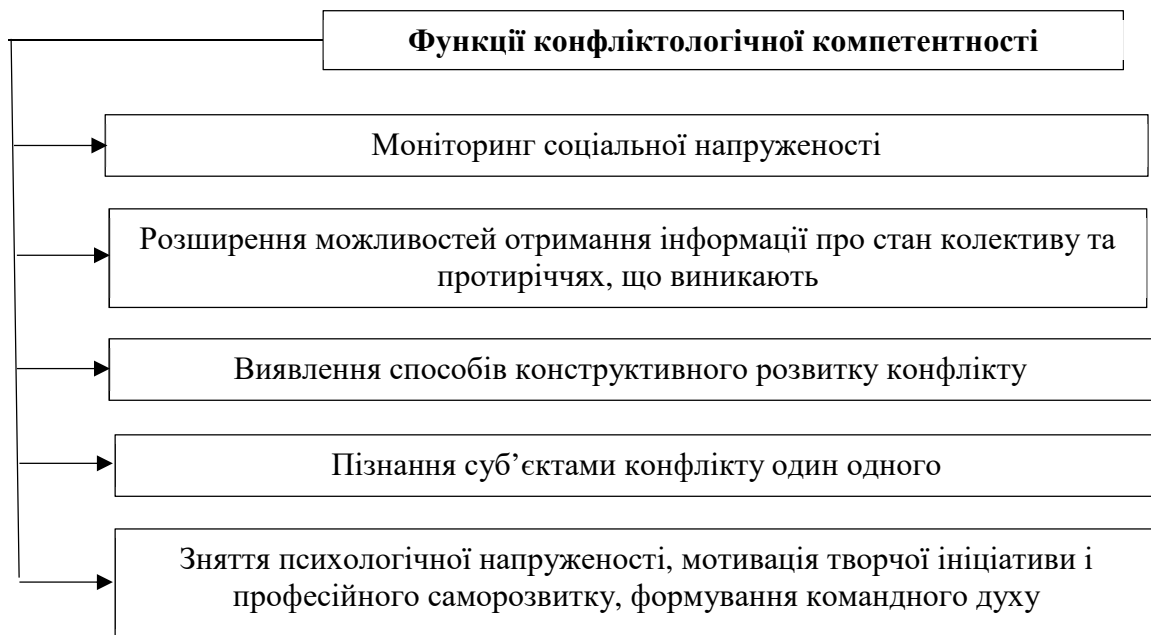 Функції конфліктологічної компетентності
Моніторинг соціальної напруженості
Розширення можливостей отримання інформації про стан колективу та
протиріччях, що виникають
Виявлення способів конструктивного розвитку конфлікту
Пізнання суб’єктами конфлікту один одного
Зняття психологічної напруженості, мотивація творчої ініціативи і
професійного саморозвитку, формування командного духу